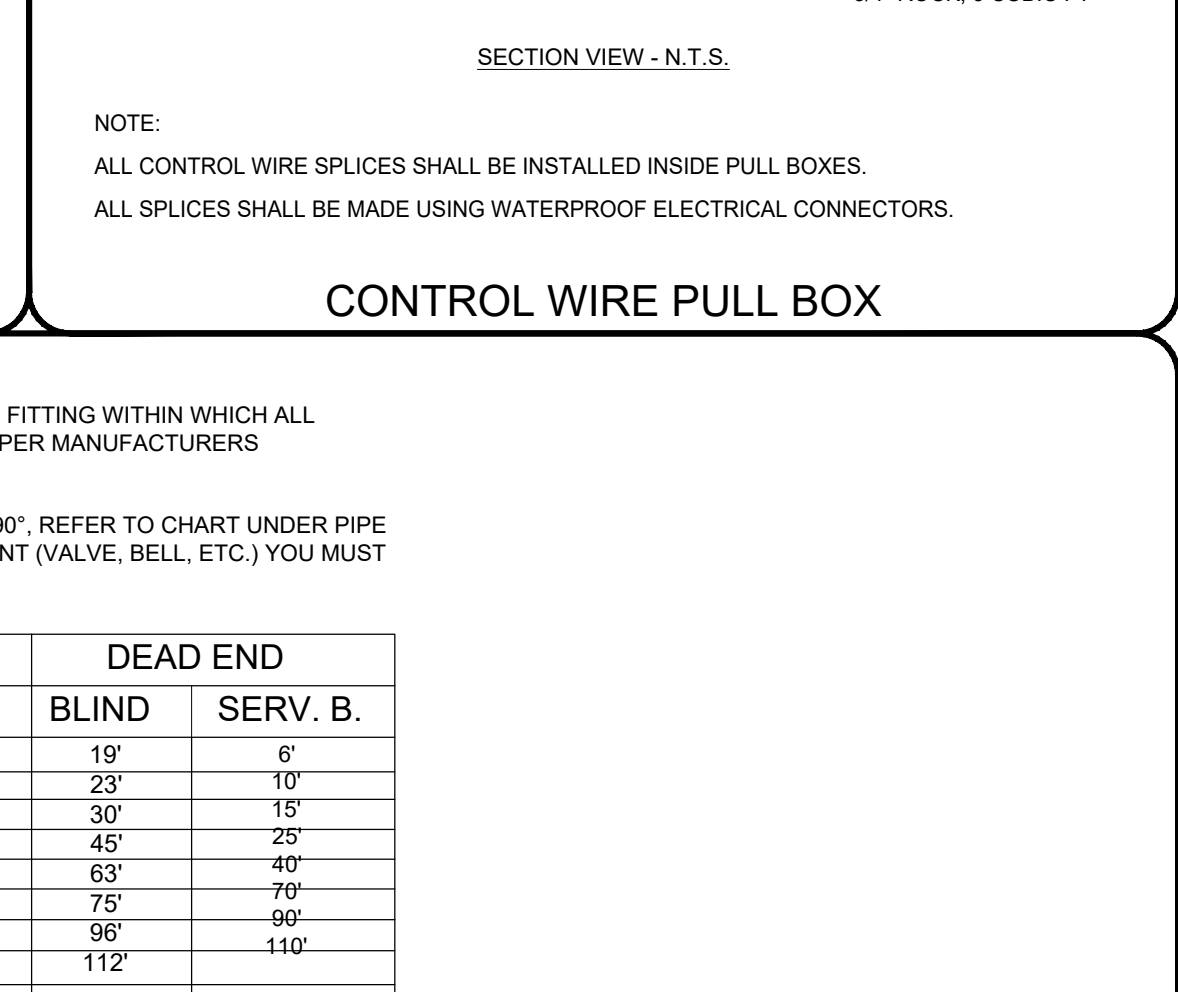 SECTION VIEW - N.T.S.
NOTE:
ALL CONTROL WIRE SPLICES SHALL BE INSTALLED INSIDE PULL BOXES.
ALL SPLICES SHALL BE MADE USING WATERPROOF ELECTRICAL CONNECTORS.
CONTROL WIRE PULL BOX
FITTING WITHIN WHICH ALL
PER MANUFACTURERS
90°, REFER TO CHART UNDER PIPE
NT (VALVE, BELL, ETC.) YOU MUST
DEAD END
BLIND SERV. B.
19' 6'
23' 10'
30' 15'
45' 25'
63' 40'
75' 70'
96' 90'
112' 110'